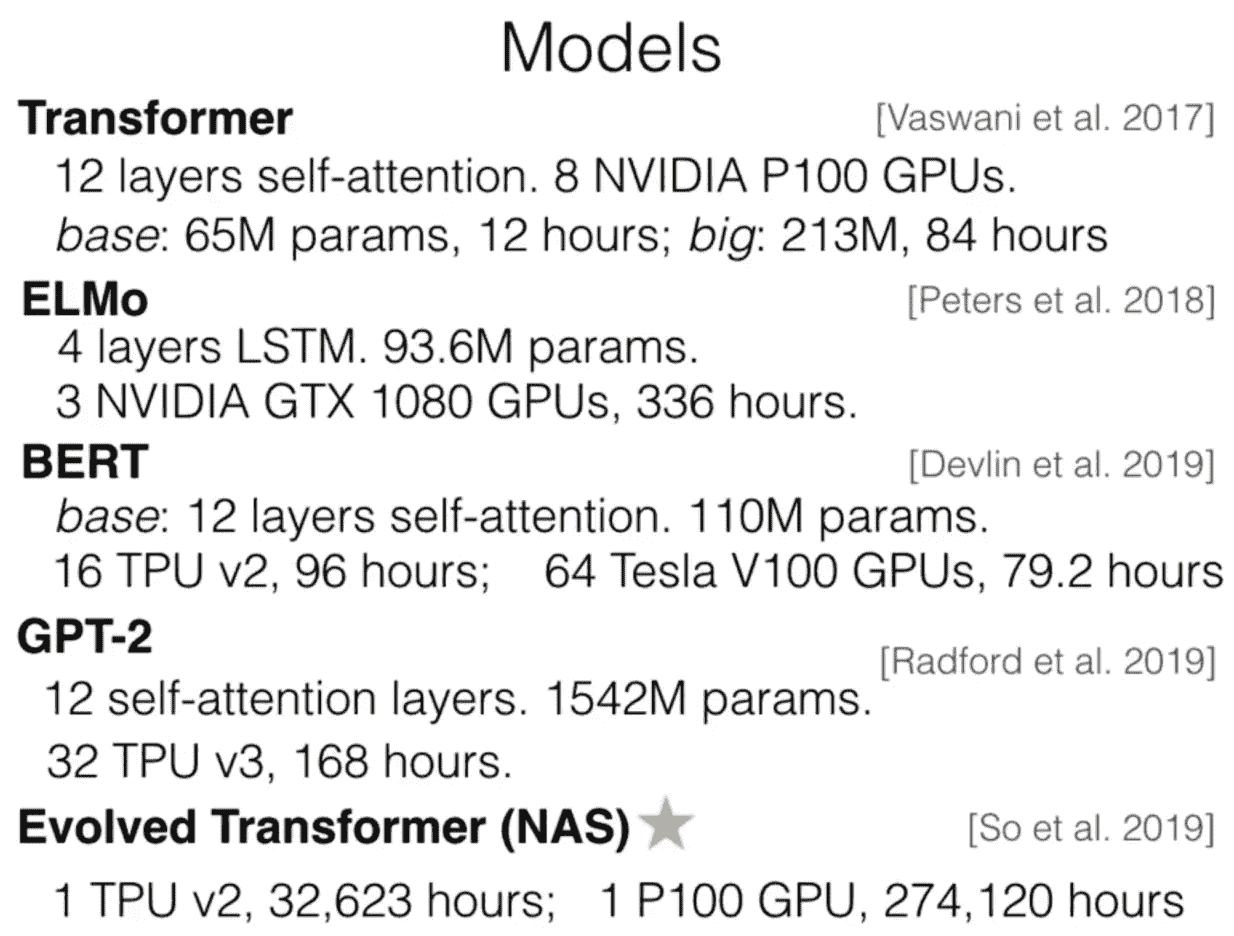 Models
Transformer [Vaswani et al. 2017]
12 layers self-attention. 8 NVIDIA P100 GPUs.
base: 65M params, 12 hours; big: 213M, 84 hours
ELMo [Peters et al. 2018]
4 layers LSTM. 93.6M params.
3 NVIDIA GTX 1080 GPUs, 336 hours.
BERT [Devlin et al. 2019]
base: 12 layers self-attention. 110M params.
16 TPU v2, 96 hours; 64 Tesla V100 GPUs, 79.2 hours
GPT-2 [Radford et al. 2019]
12 self-attention layers. 1542M params.
32 TPU v3, 168 hours.
Evolved Transformer (NAS) [So et al. 2019]
1 TPU v2, 32,623 hours; 1 P100 GPU, 274,120 hours